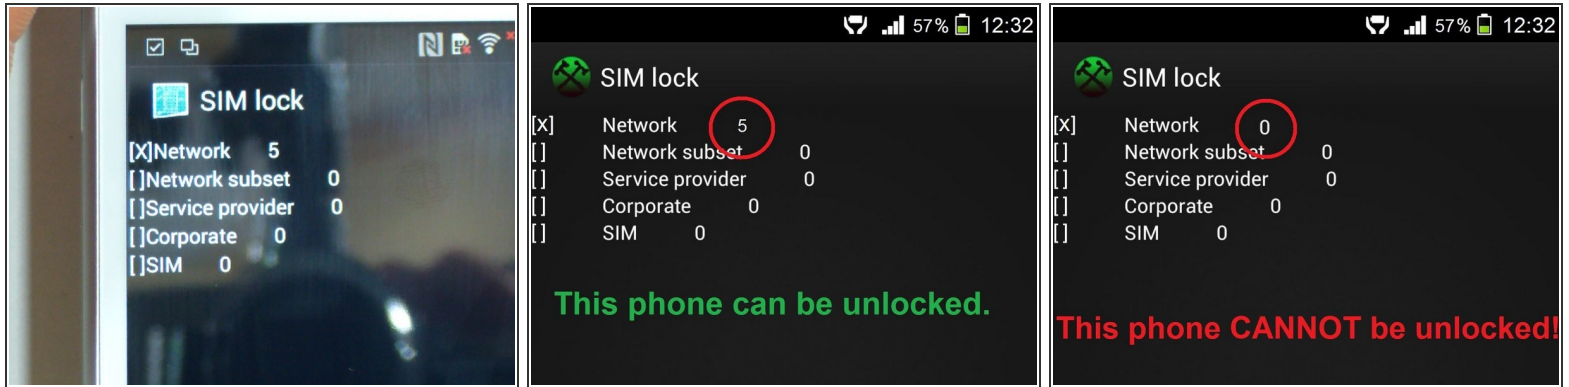 SIM lock
[X]Network 5
[ ]Network subset 0
[ ]Service provider 0
[ ]Corporate 0
[ ]SIM 0
57% 12:32
SIM lock
[X] Network 5
[ ] Network subset 0
[ ] Service provider 0
[ ] Corporate 0
[ ] SIM 0
This phone can be unlocked.
57% 12:32
SIM lock
[X] Network 0
[ ] Network subset 0
[ ] Service provider 0
[ ] Corporate 0
[ ] SIM 0
This phone CANNOT be unlocked!